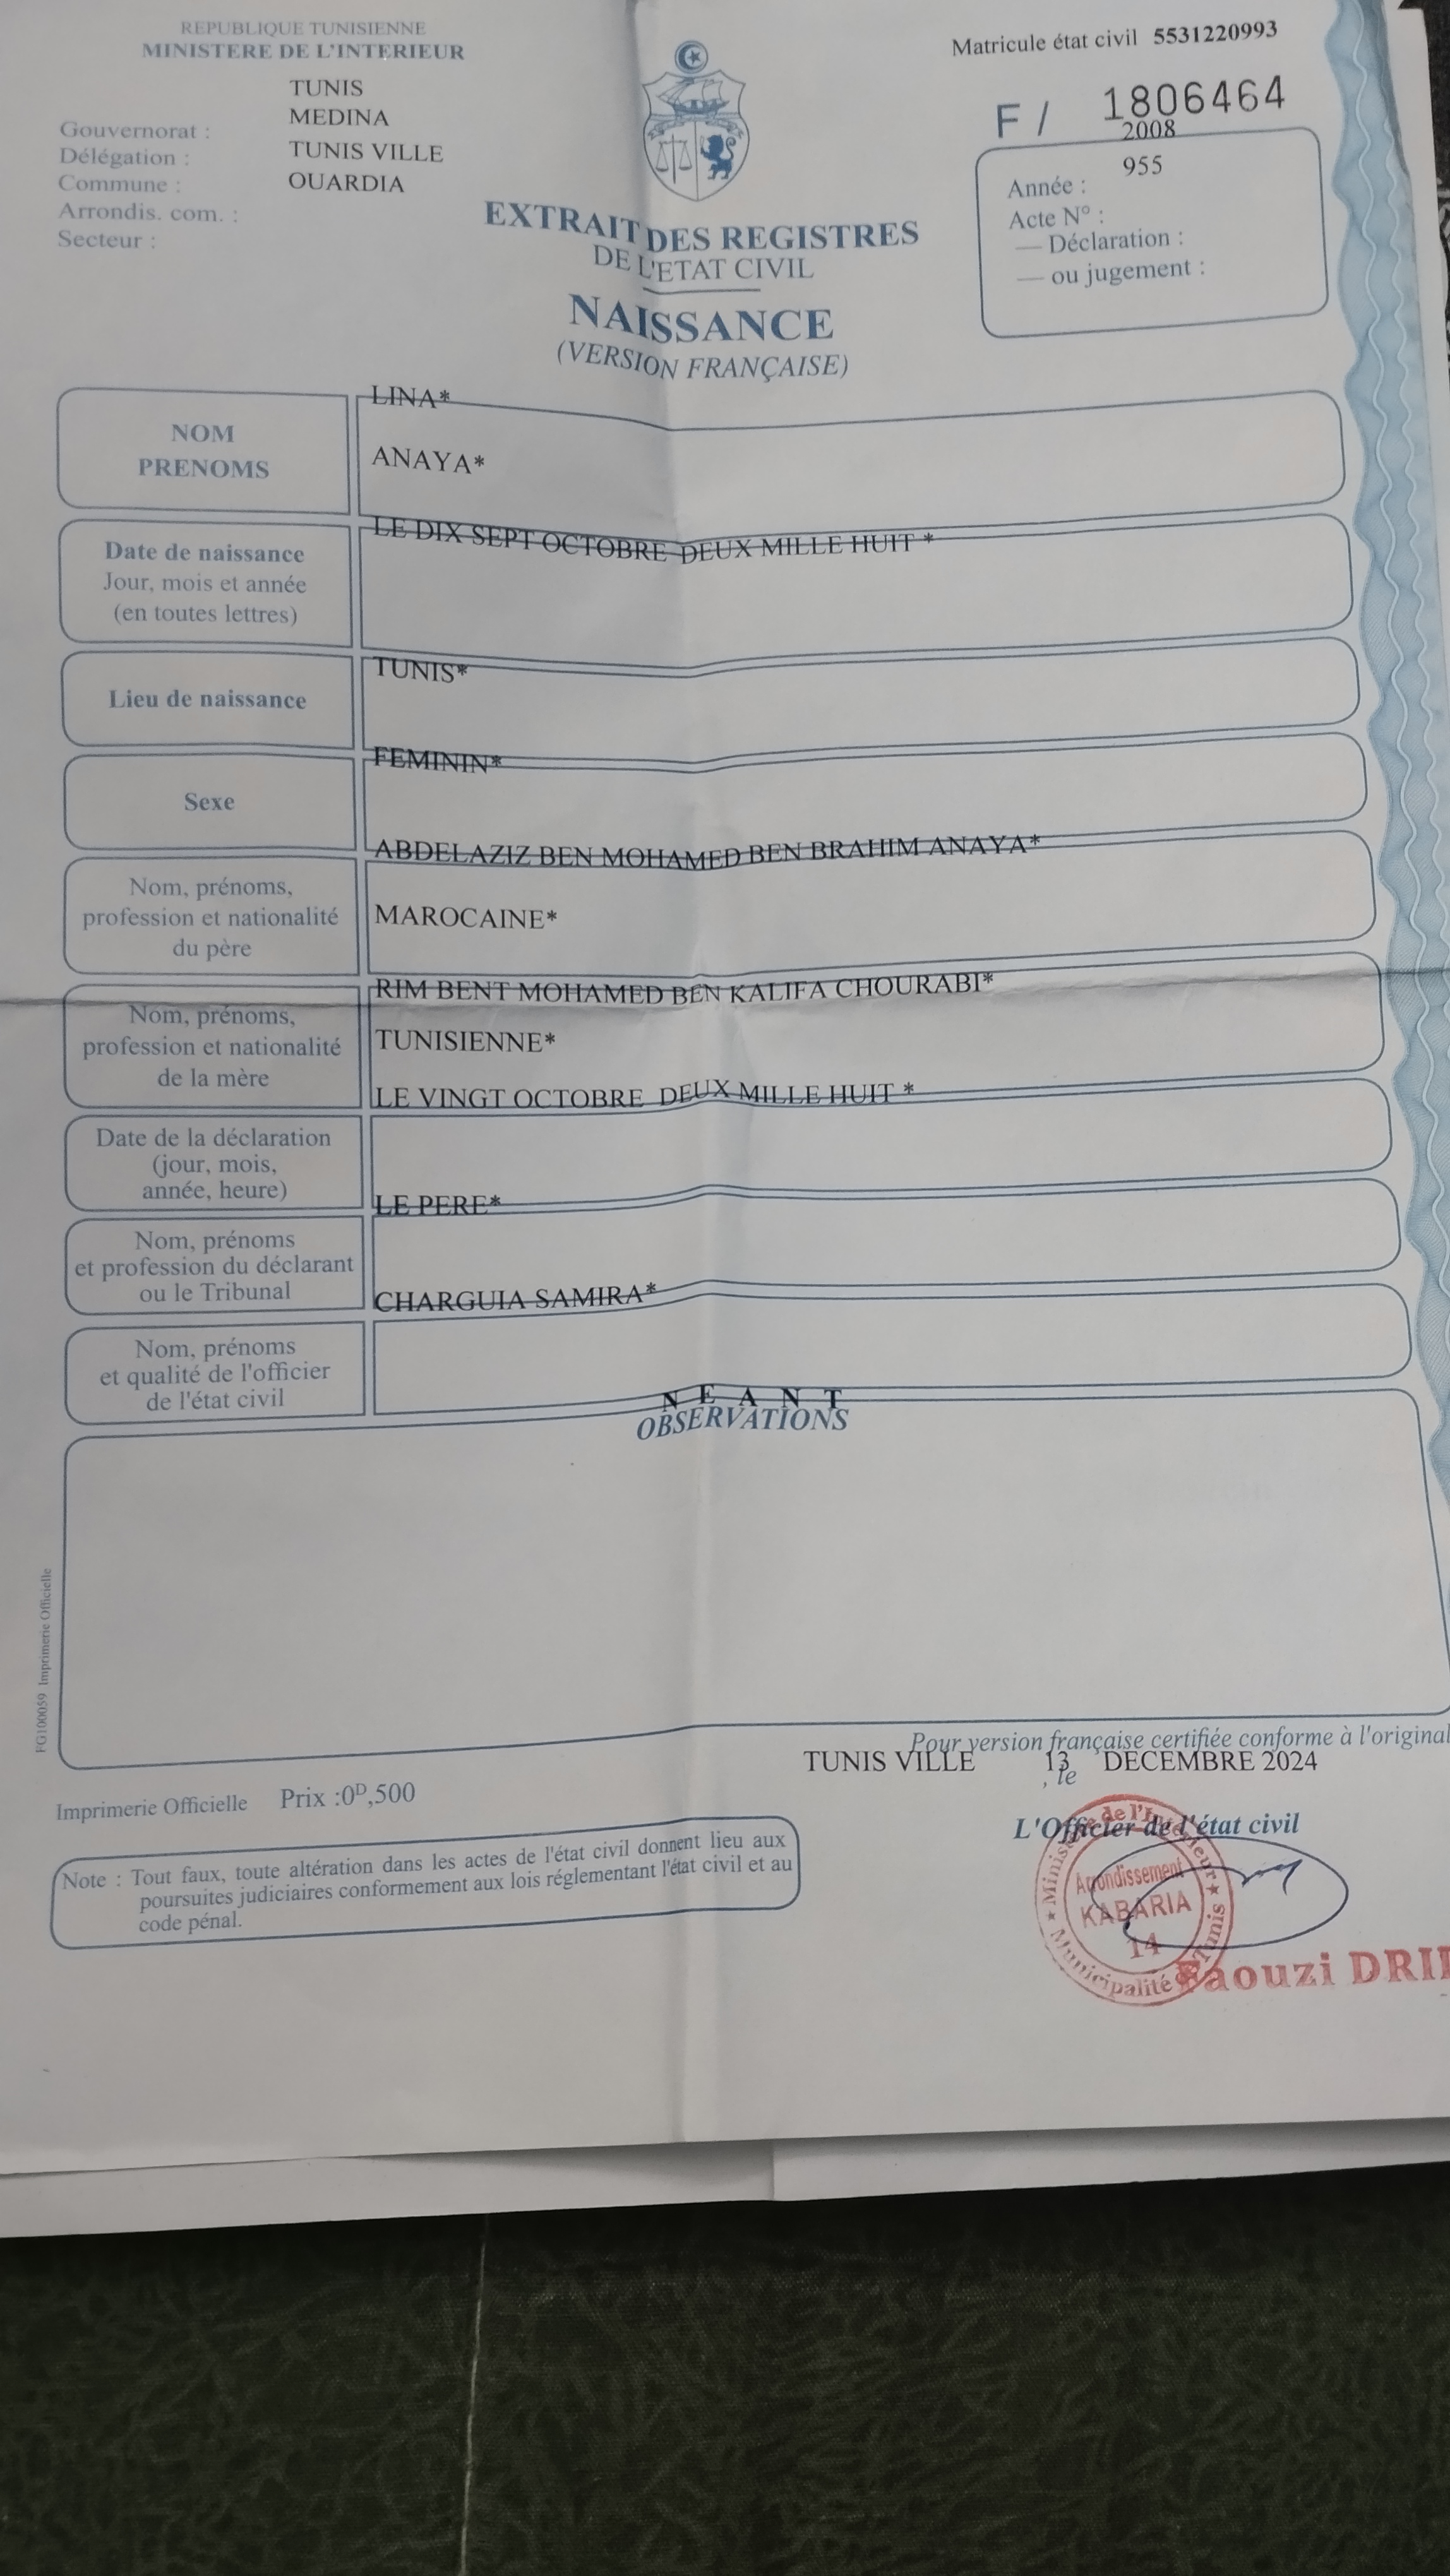 REPUBLIQUE TUNISIENNE
MINISTERE DE L'INTERIEUR
Matricule état civil 5531220993
F / 1806464
TUNIS
MEDINA
TUNIS VILLE
OUARDIA
Gouvernorat :
Délégation :
Commune :
Arrondis. com. :
Secteur :
2008
955
Année :
Acte N° :
— Déclaration :
— ou jugement :
EXTRAIT DES REGISTRES
DE L'ETAT CIVIL
NAISSANCE
(VERSION FRANÇAISE)
NOM
PRENOMS
LINA*
ANAYA*
Date de naissance
Jour, mois et année
(en toutes lettres)
LE DIX SEPT OCTOBRE DEUX MILLE HUIT *
Lieu de naissance
TUNIS*
Sexe
FEMININ*
Nom, prénoms,
profession et nationalité
du père
ABDELAZIZ BEN MOHAMED BEN BRAHIM ANAYA*
MAROCAINE*
Nom, prénoms,
profession et nationalité
de la mère
RIM BENT MOHAMED BEN KALIFA CHOURABI*
TUNISIENNE*
Date de la déclaration
(jour, mois,
année, heure)
LE VINGT OCTOBRE DEUX MILLE HUIT *
Nom, prénoms
et profession du déclarant
ou le Tribunal
LE PERE*
Nom, prénoms
et qualité de l'officier
de l'état civil
CHARGUIA SAMIRA*
N E A N T
OBSERVATIONS
FG100059 Imprimerie Officielle
Pour version française certifiée conforme à l'original
TUNIS VILLE , le 13 DECEMBRE 2024
Imprimerie Officielle Prix :0D,500
L'Officier de l'état civil
Note : Tout faux, toute altération dans les actes de l'état civil donnent lieu aux
poursuites judiciaires conformement aux lois réglementant l'état civil et au
code pénal.
Ministère de l'Intérieur
Arrondissement
KABARIA
14
Municipalité de Tunis
Faouzi DRI